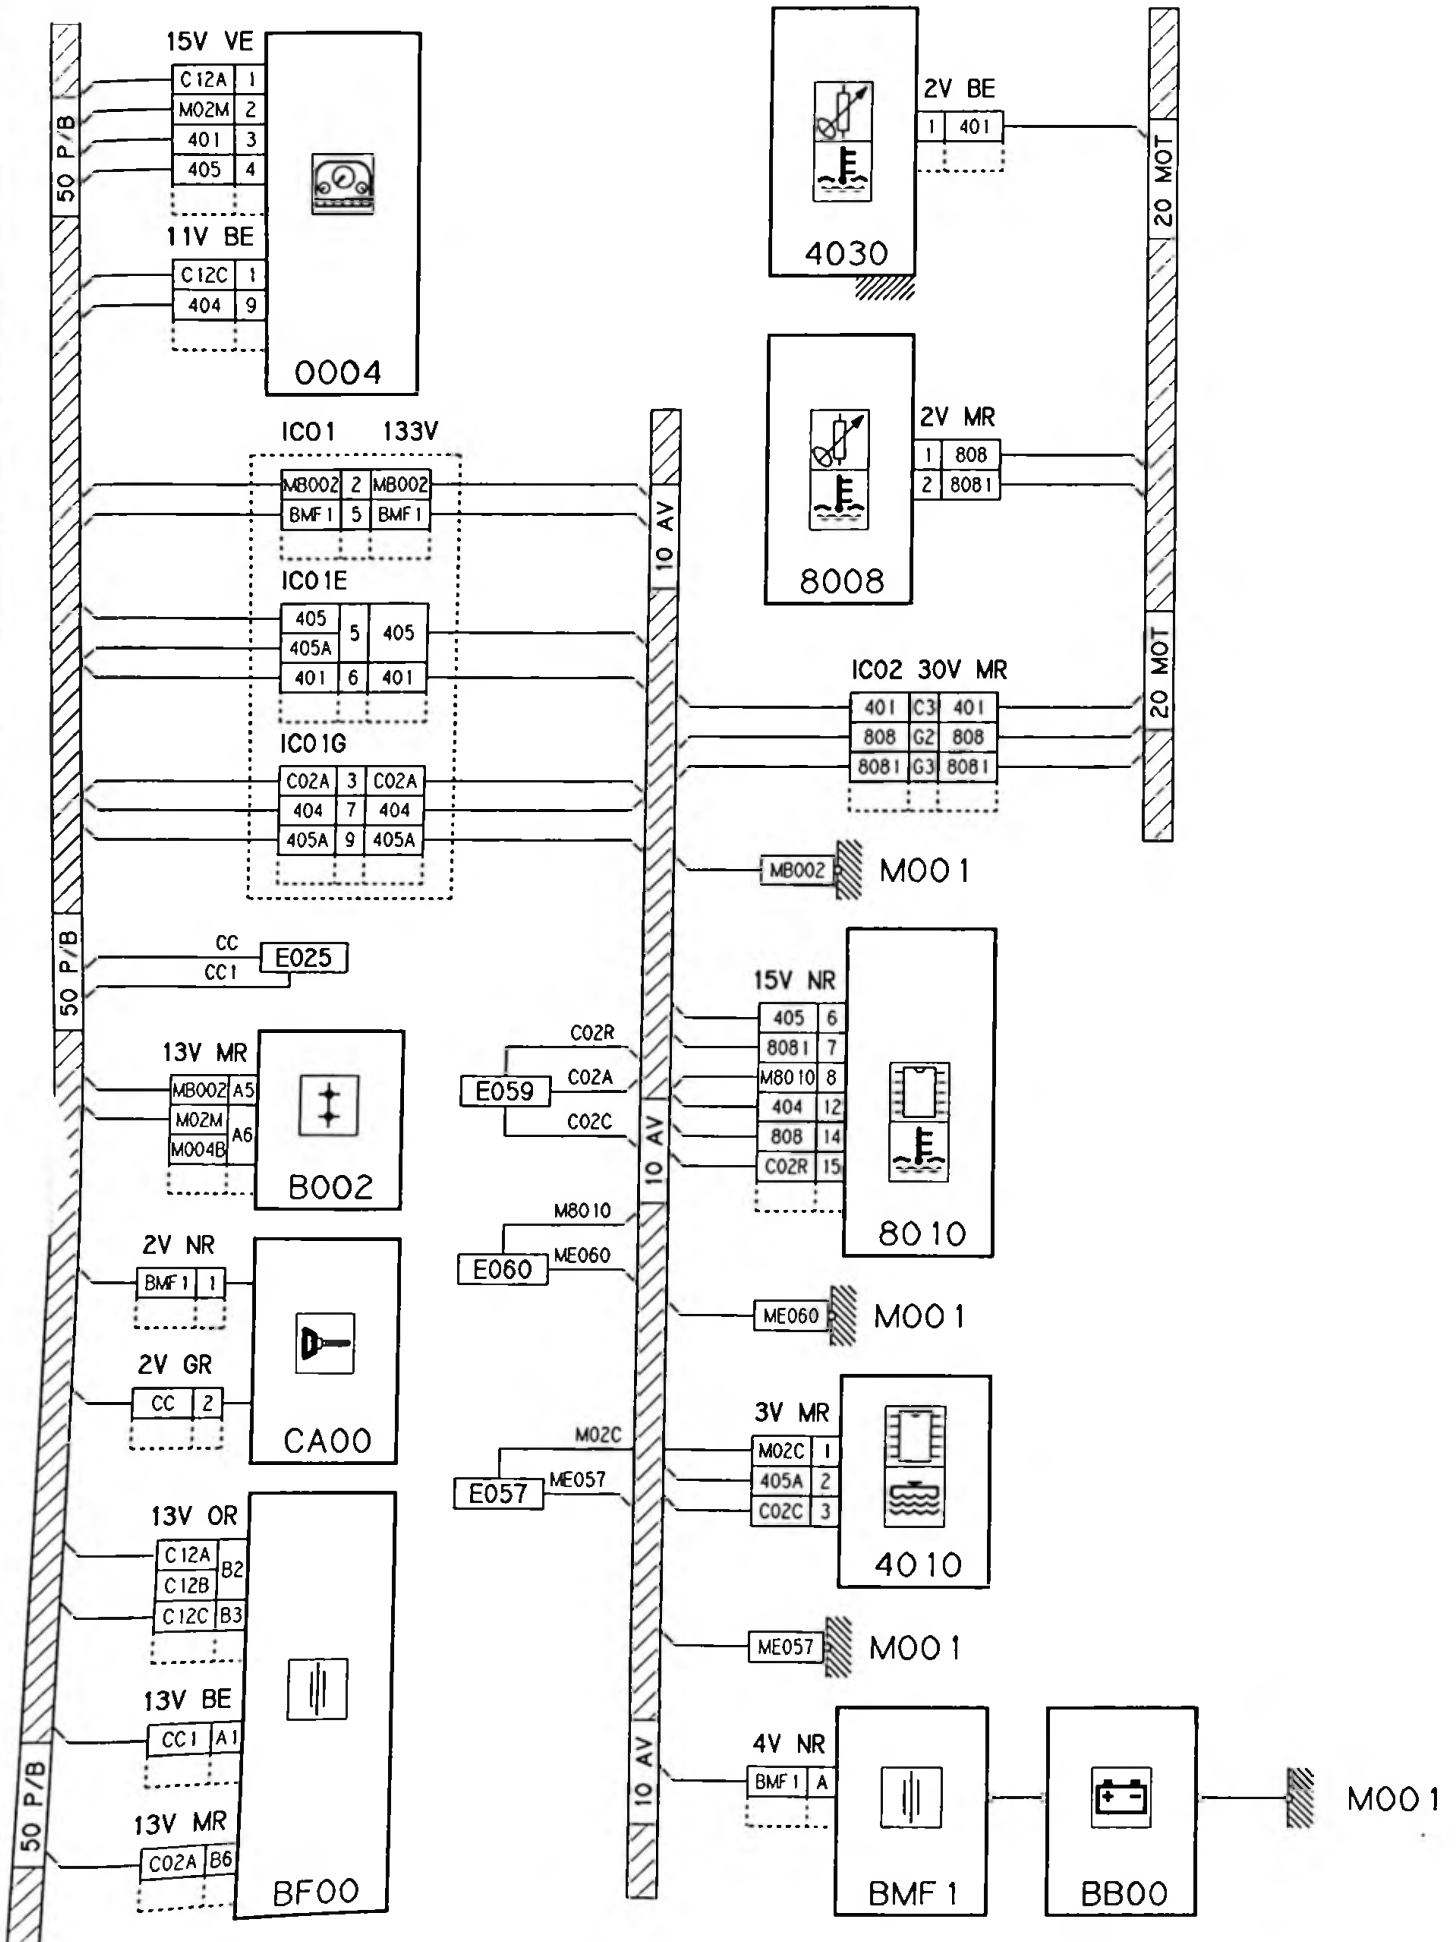 15V VE
C12A 1
M02M 2
401 3
405 4
11V BE
C12C 1
404 9
0004
50 P/B
IC01 133V
MB002 2 MB002
BMF1 5 BMF1
IC01E
405 5 405
405A
401 6 401
IC01G
C02A 3 C02A
404 7 404
405A 9 405A
50 P/B
CC
CC1
E025
13V MR
MB002 A5
M02M A6
M004B
B002
2V NR
BMF1 1
2V GR
CC 2
CA00
13V OR
C12A B2
C12B
C12C B3
13V BE
CC1 A1
13V MR
C02A B6
BF00
50 P/B
10 AV
C02R
E059
C02A
C02C
10 AV
M8010
E060
ME060
M02C
E057
ME057
10 AV
2V BE
1 401
4030
20 MOT
2V MR
1 808
2 8081
8008
20 MOT
IC02 30V MR
401 C3 401
808 G2 808
8081 G3 8081
MB002 M001
15V NR
405 6
8081 7
M8010 8
404 12
808 14
C02R 15
8010
ME060 M001
3V MR
M02C 1
405A 2
C02C 3
4010
ME057 M001
4V NR
BMF1 A
BMF1
BB00
M001